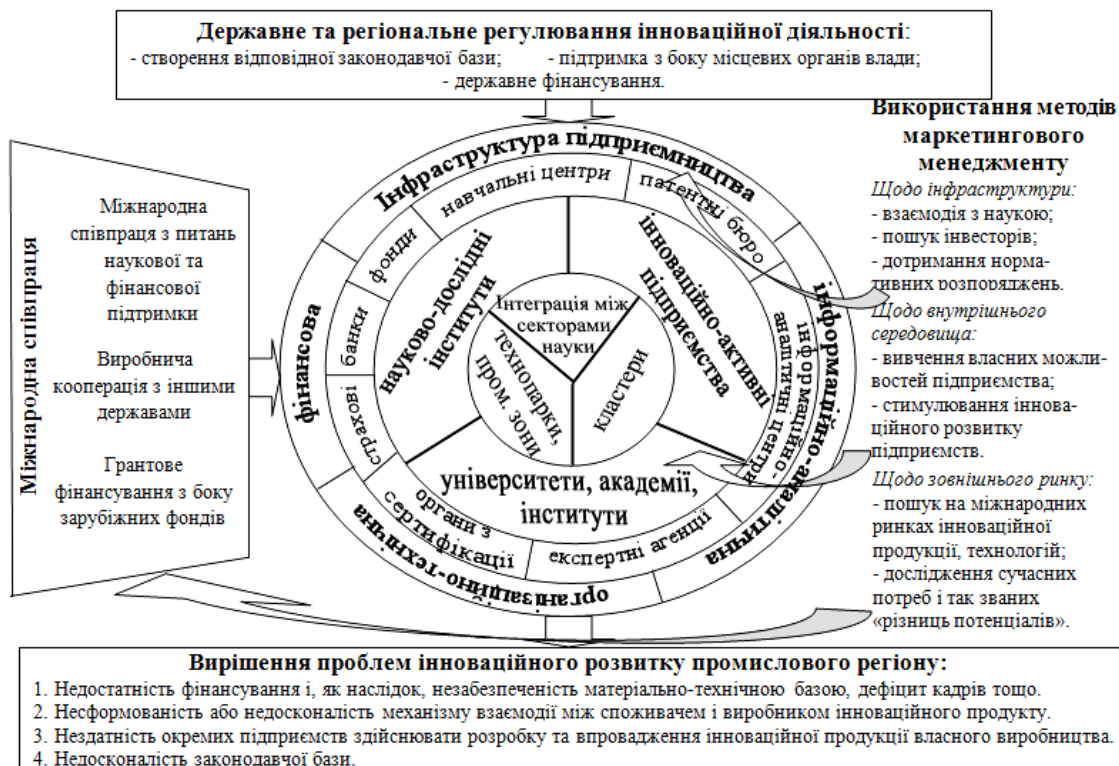 Державне та регіональне регулювання інноваційної діяльності:
- створення відповідної законодавчої бази; - підтримка з боку місцевих органів влади;
- державне фінансування.
Міжнародна співпраця
Міжнародна
співпраця з питань
наукової та
фінансової
підтримки
Виробнича
кооперація з іншими
державами
Грантове
фінансування з боку
зарубіжних фондів
Інфраструктура підприємництва
фінансова
організаційно-технічна
інформаційно-аналітична
навчальні центри
патентні бюро
фонди
банки
страхові
органи з
сертифікації
експертні агенції
інформаційно-
аналітичні центри
науково-дослідні
інститути
інноваційно-активні
підприємства
університети, академії,
інститути
Інтеграція між
секторами
науки
технопарки,
пром. зони
кластери
Використання методів
маркетингового
менеджменту
Щодо інфраструктури:
- взаємодія з наукою;
- пошук інвесторів;
- дотримання норма-
тивних розпоряджень.
Щодо внутрішнього
середовища:
- вивчення власних можли-
востей підприємства;
- стимулювання іннова-
ційного розвитку
підприємств.
Щодо зовнішнього ринку:
- пошук на міжнародних
ринках інноваційної
продукції, технологій;
- дослідження сучасних
потреб і так званих
«різниць потенціалів».
Вирішення проблем інноваційного розвитку промислового регіону:
1. Недостатність фінансування і, як наслідок, незабезпеченість матеріально-технічною базою, дефіцит кадрів тощо.
2. Несформованість або недосконалість механізму взаємодії між споживачем і виробником інноваційного продукту.
3. Нездатність окремих підприємств здійснювати розробку та впровадження інноваційної продукції власного виробництва.
4. Недосконалість законодавчої бази.